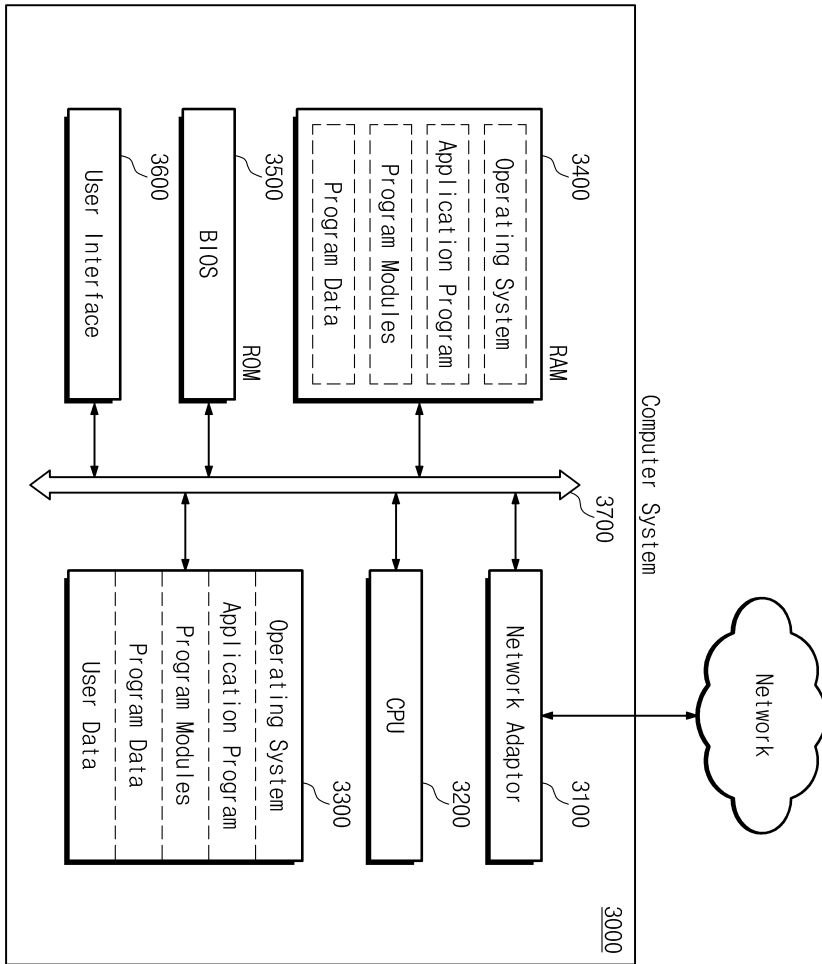 Network
Computer System
3000
3400
RAM
Operating System
Application Program
Program Modules
Program Data
3500
ROM
BIOS
3600
User Interface
3700
3100
Network Adaptor
3200
CPU
3300
Operating System
Application Program
Program Modules
Program Data
User Data